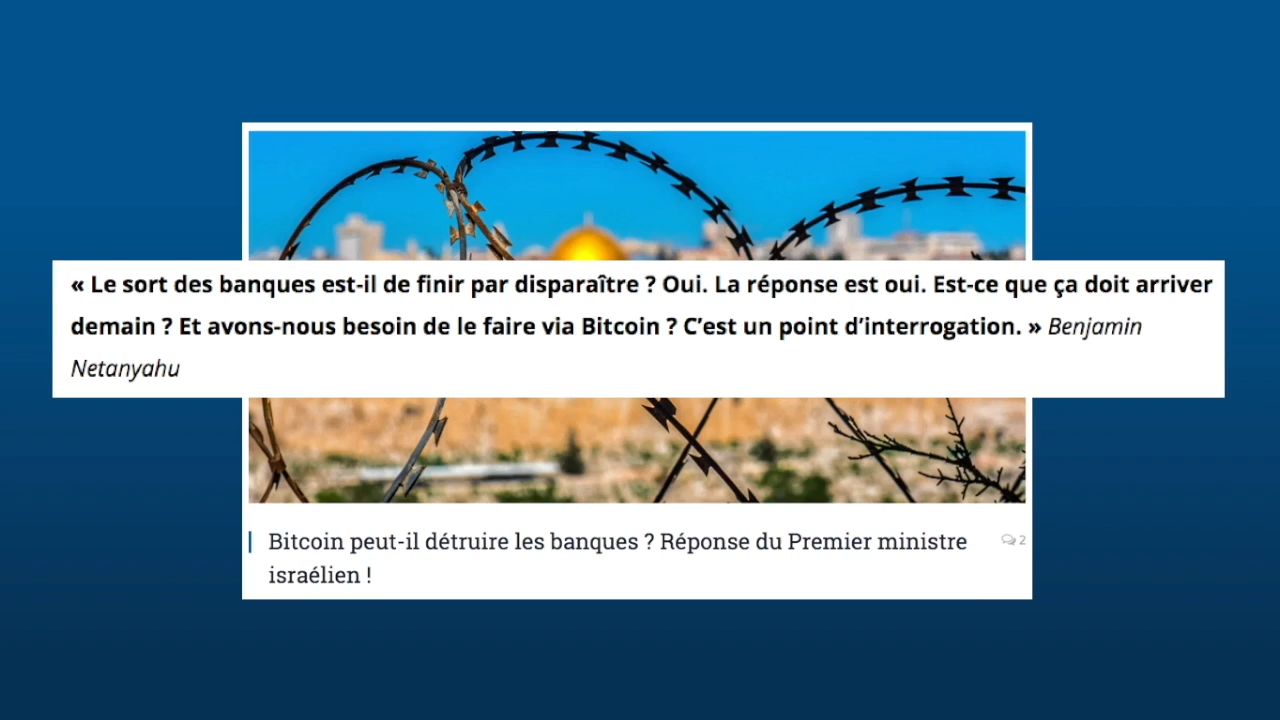 « Le sort des banques est-il de finir par disparaître ? Oui. La réponse est oui. Est-ce que ça doit arriver
demain ? Et avons-nous besoin de le faire via Bitcoin ? C’est un point d’interrogation. » Benjamin
Netanyahu
Bitcoin peut-il détruire les banques ? Réponse du Premier ministre
israélien !
2